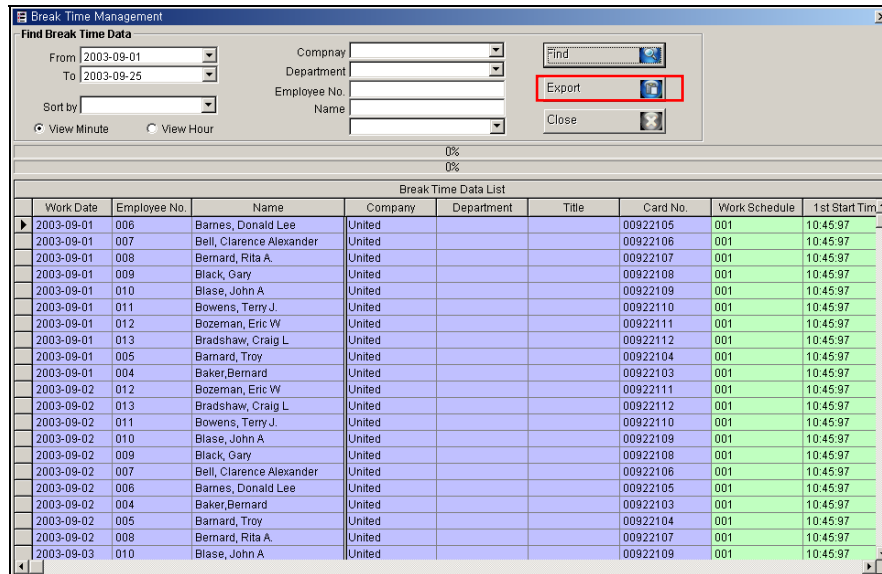 Break Time Management
Find Break Time Data
From 2003-09-01
To 2003-09-25
Sort by
View Minute View Hour
Compnay
Department
Employee No.
Name
Find
Export
Close
0%
0%
Break Time Data List
Work Date Employee No. Name Company Department Title Card No. Work Schedule 1st Start Tim
2003-09-01 006 Barnes, Donald Lee United 00922105 001 10:45:97
2003-09-01 007 Bell, Clarence Alexander United 00922106 001 10:45:97
2003-09-01 008 Bernard, Rita A. United 00922107 001 10:45:97
2003-09-01 009 Black, Gary United 00922108 001 10:45:97
2003-09-01 010 Blase, John A United 00922109 001 10:45:97
2003-09-01 011 Bowens, Terry J. United 00922110 001 10:45:97
2003-09-01 012 Bozeman, Eric W United 00922111 001 10:45:97
2003-09-01 013 Bradshaw, Craig L United 00922112 001 10:45:97
2003-09-01 005 Barnard, Troy United 00922104 001 10:45:97
2003-09-01 004 Baker,Bernard United 00922103 001 10:45:97
2003-09-02 012 Bozeman, Eric W United 00922111 001 10:45:97
2003-09-02 013 Bradshaw, Craig L United 00922112 001 10:45:97
2003-09-02 011 Bowens, Terry J. United 00922110 001 10:45:97
2003-09-02 010 Blase, John A United 00922109 001 10:45:97
2003-09-02 009 Black, Gary United 00922108 001 10:45:97
2003-09-02 007 Bell, Clarence Alexander United 00922106 001 10:45:97
2003-09-02 006 Barnes, Donald Lee United 00922105 001 10:45:97
2003-09-02 004 Baker,Bernard United 00922103 001 10:45:97
2003-09-02 005 Barnard, Troy United 00922104 001 10:45:97
2003-09-02 008 Bernard, Rita A. United 00922107 001 10:45:97
2003-09-03 010 Blase, John A United 00922109 001 10:45:97